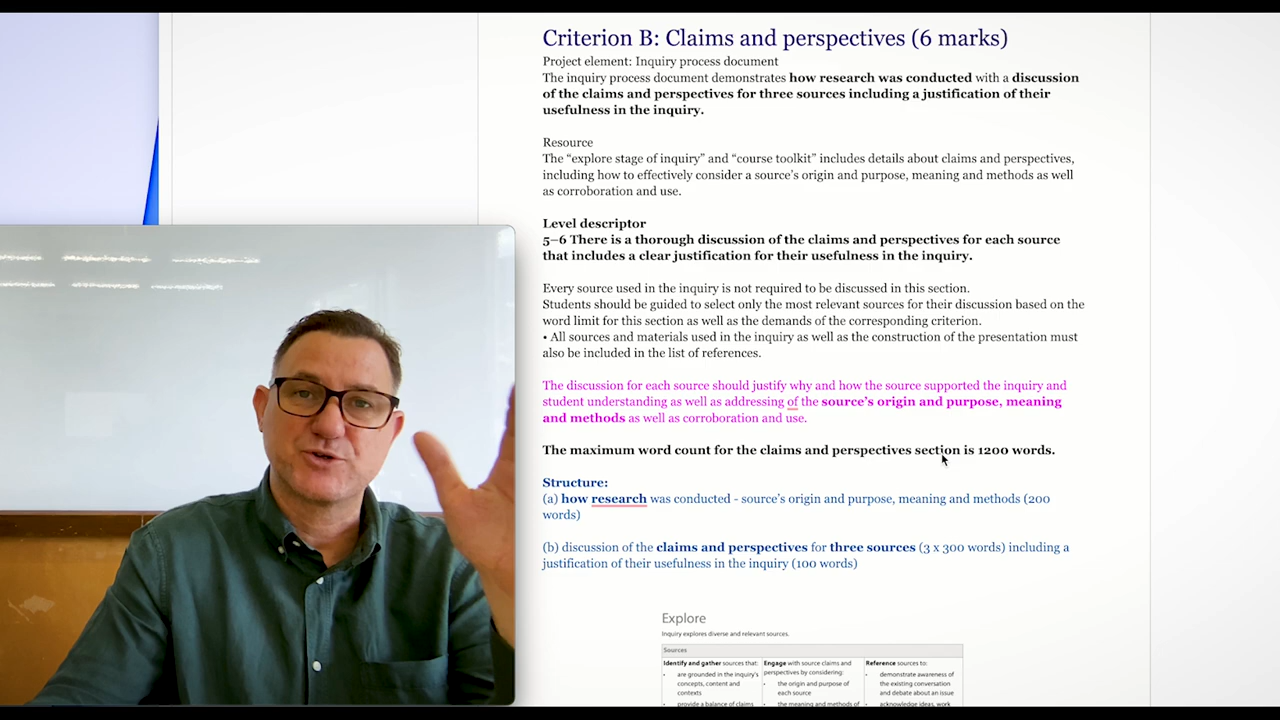 Criterion B: Claims and perspectives (6 marks)
Project element: Inquiry process document
The inquiry process document demonstrates how research was conducted with a discussion
of the claims and perspectives for three sources including a justification of their
usefulness in the inquiry.
Resource
The “explore stage of inquiry” and “course toolkit” includes details about claims and perspectives,
including how to effectively consider a source’s origin and purpose, meaning and methods as well
as corroboration and use.
Level descriptor
5–6 There is a thorough discussion of the claims and perspectives for each source
that includes a clear justification for their usefulness in the inquiry.
Every source used in the inquiry is not required to be discussed in this section.
Students should be guided to select only the most relevant sources for their discussion based on the
word limit for this section as well as the demands of the corresponding criterion.
• All sources and materials used in the inquiry as well as the construction of the presentation must
also be included in the list of references.
The discussion for each source should justify why and how the source supported the inquiry and
student understanding as well as addressing of the source’s origin and purpose, meaning
and methods as well as corroboration and use.
The maximum word count for the claims and perspectives section is 1200 words.
Structure:
(a) how research was conducted - source’s origin and purpose, meaning and methods (200
words)
(b) discussion of the claims and perspectives for three sources (3 x 300 words) including a
justification of their usefulness in the inquiry (100 words)
Explore
Inquiry explores diverse and relevant sources.
Sources
Identify and gather sources that:
• are grounded in the inquiry's
concepts, content and
contexts
• provide a balance of claims
Engage with source claims and
perspectives by considering:
• the origin and purpose of
each source
• the meaning and methods of
Reference sources to:
• demonstrate awareness of
the existing conversation
and debate about an issue
• acknowledge ideas, work